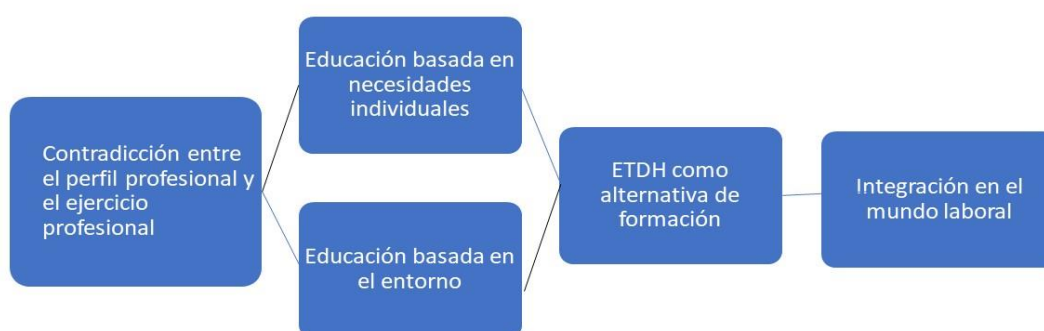 Contradicción entre
el perfil profesional y
el ejercicio
profesional
Educación basada en
necesidades
individuales
Educación basada en
el entorno
ETDH como
alternativa de
formación
Integración en el
mundo laboral